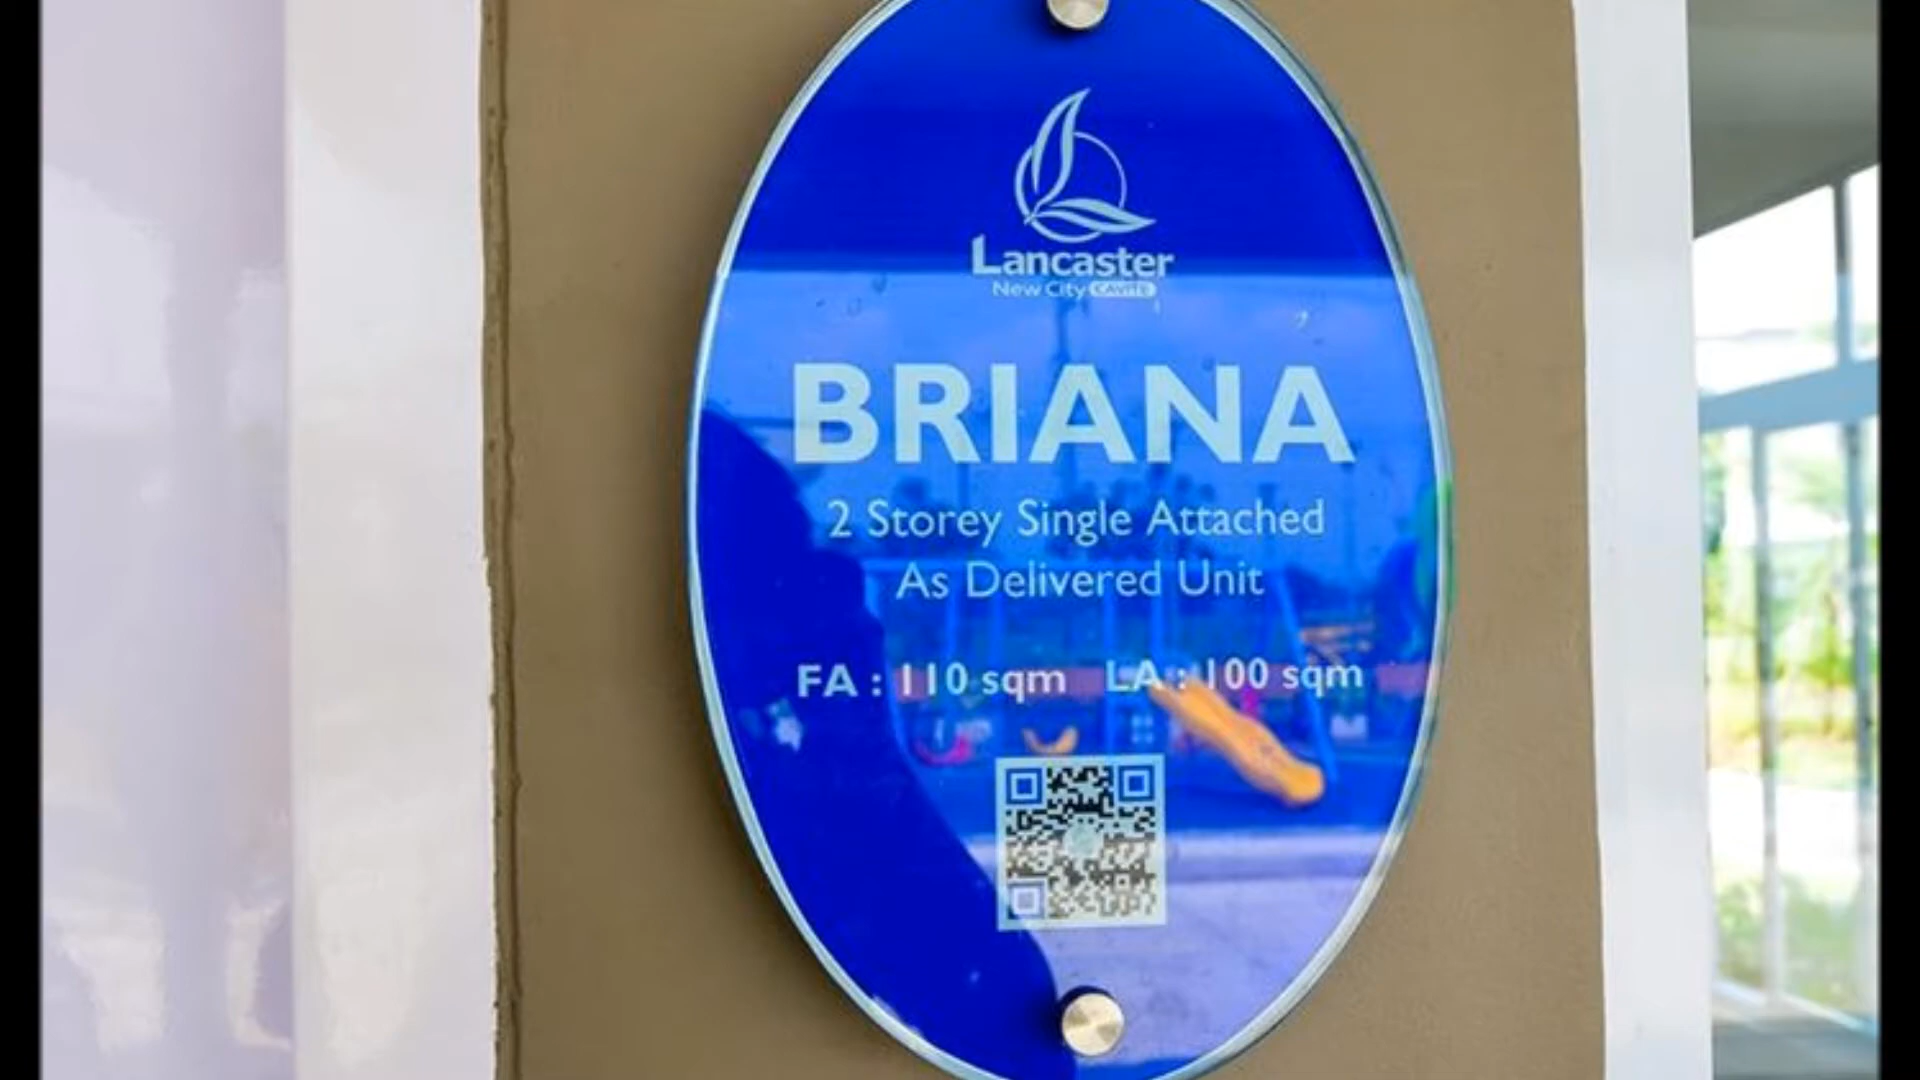 Lancaster
New City CAVITE
BRIANA
2 Storey Single Attached
As Delivered Unit
FA : 110 sqm LA : 100 sqm